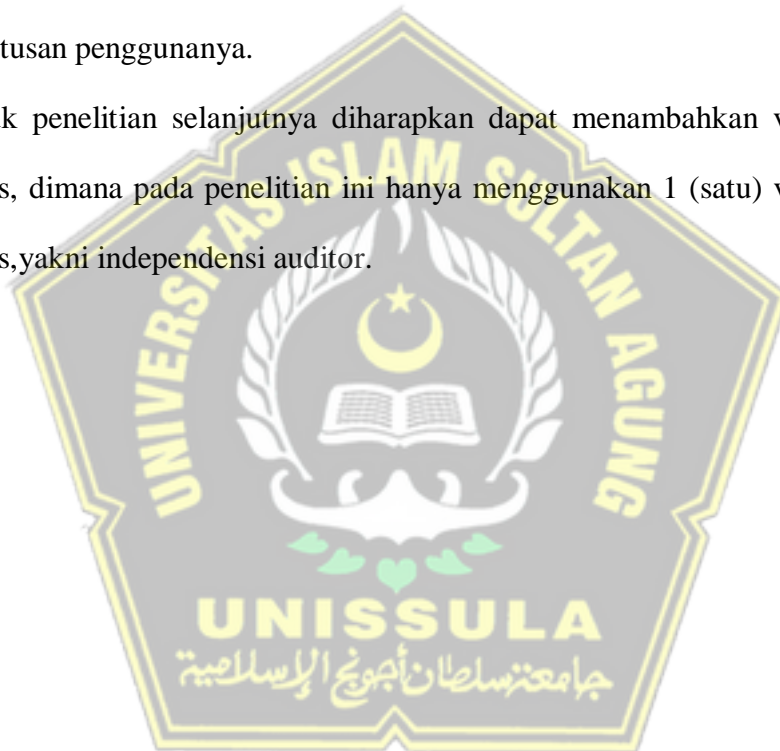 tusan penggunanya.
k penelitian selanjutnya diharapkan dapat menambahkan v
s, dimana pada penelitian ini hanya menggunakan 1 (satu) v
s,yakni independensi auditor.
UNIVERSITAS ISLAM SULTAN AGUNG
UNISSULA
جامعة سلطان أجونج الإسلامية